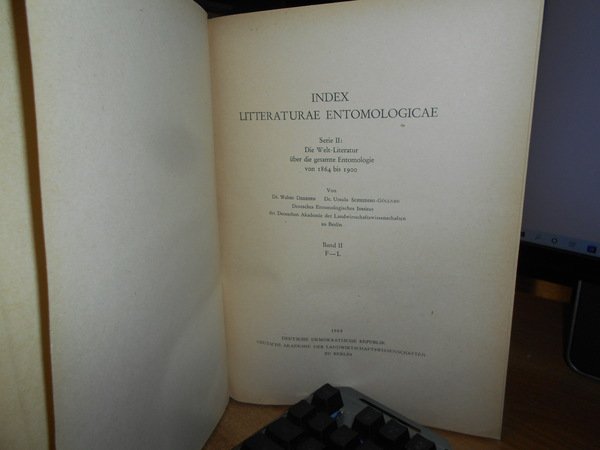 INDEX
LITTERATURAE ENTOMOLOGICAE
Serie II:
Die Welt-Literatur
über die gesamte Entomologie
von 1864 bis 1900
Von
Dr. Walter Derksen Dr. Ursula Scheiding-Göllner
Deutsches Entomologisches Institut
der Deutschen Akademie der Landwirtschaftswissenschaften
zu Berlin
Band II
F—L
DEUTSCHE DEMOKRATISCHE REPUBLIK
DEUTSCHE AKADEMIE DER LANDWIRTSCHAFTSWISSENSCHAFTEN
ZU BERLIN